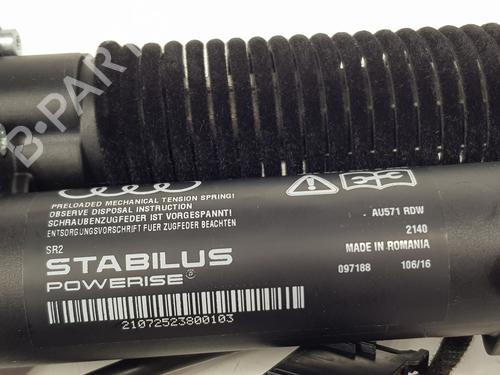 B-PARTS
PRELOADED MECHANICAL TENSION SPRING!
OBSERVE DISPOSAL INSTRUCTION
SCHRAUBENZUGFEDER IST VORGESPANNT!
ENTSORGUNGSVORSCHRIFT FUER ZUGFEDER BEACHTEN
SR2
STABILUS
POWERISE®
21072523800103
AU571 RDW
2140
MADE IN ROMANIA
097188 106/16